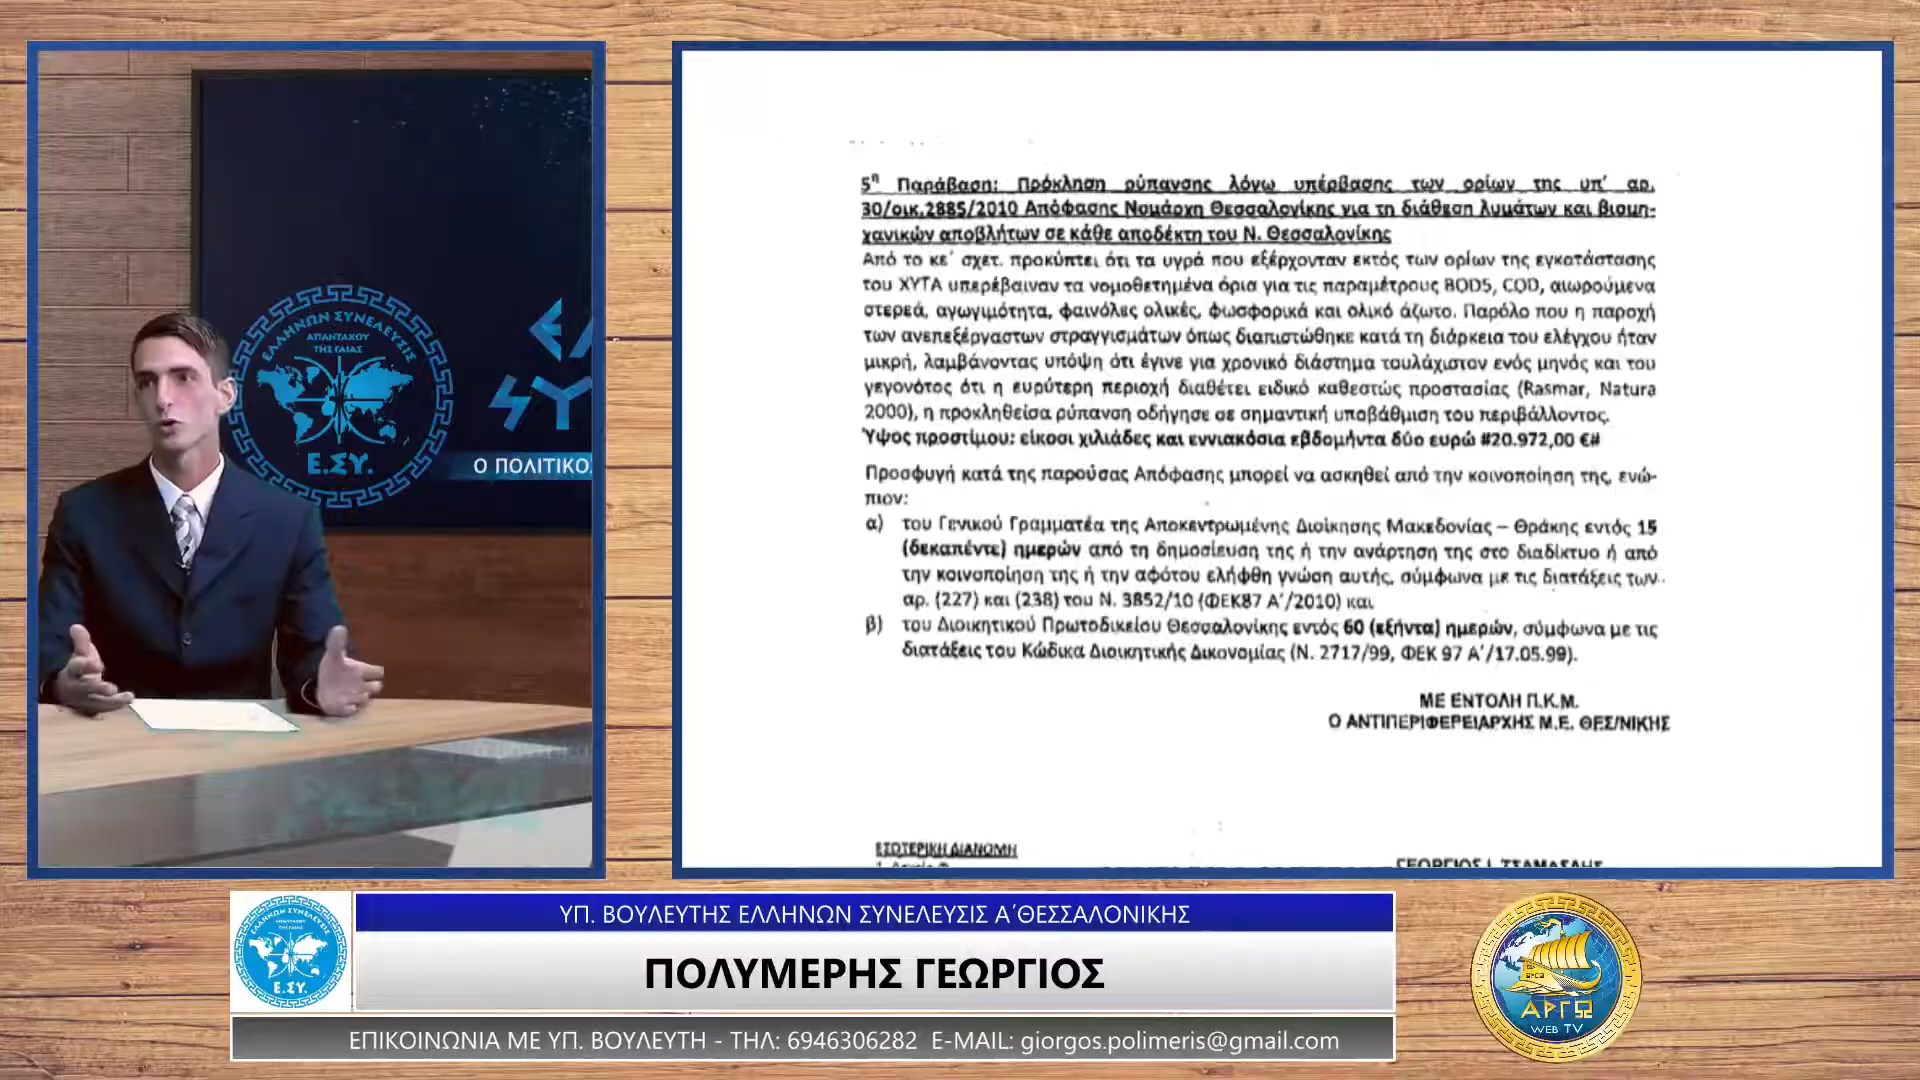 ΕΛΛΗΝΩΝ ΣΥΝΕΛΕΥΣΙΣ
ΑΠΑΝΤΑΧΟΥ
ΤΗΣ ΓΑΙΑΣ
Ε.ΣΥ.
Ο ΠΟΛΙΤΙΚΟΣ
5η Παράβαση: Πρόκληση ρύπανσης λόγω υπέρβασης των ορίων της υπ' αρ.
30/οικ.2885/2010 Απόφασης Νομάρχη Θεσσαλονίκης για τη διάθεση λυμάτων και βιομη-
χανικών αποβλήτων σε κάθε αποδέκτη του Ν. Θεσσαλονίκης
Από το κε' σχετ. προκύπτει ότι τα υγρά που εξέρχονταν εκτός των ορίων της εγκατάστασης
του ΧΥΤΑ υπερέβαιναν τα νομοθετημένα όρια για τις παραμέτρους BOD5, COD, αιωρούμενα
στερεά, αγωγιμότητα, φαινόλες ολικές, φωσφορικά και ολικό άζωτο. Παρόλο που η παροχή
των ανεπεξέργαστων στραγγισμάτων όπως διαπιστώθηκε κατά τη διάρκεια του ελέγχου ήταν
μικρή, λαμβάνοντας υπόψη ότι έγινε για χρονικό διάστημα τουλάχιστον ενός μηνός και του
γεγονότος ότι η ευρύτερη περιοχή διαθέτει ειδικό καθεστώς προστασίας (Rasmar, Natura
2000), η προκληθείσα ρύπανση οδήγησε σε σημαντική υποβάθμιση του περιβάλλοντος.
Ύψος προστίμου: είκοσι χιλιάδες και εννιακόσια εβδομήντα δύο ευρώ #20.972,00 €#
Προσφυγή κατά της παρούσας Απόφασης μπορεί να ασκηθεί από την κοινοποίηση της, ενώ-
πιον:
α) του Γενικού Γραμματέα της Αποκεντρωμένης Διοίκησης Μακεδονίας – Θράκης εντός 15
(δεκαπέντε) ημερών από τη δημοσίευση της ή την ανάρτηση της στο διαδίκτυο ή από
την κοινοποίηση της ή την αφότου ελήφθη γνώση αυτής, σύμφωνα με τις διατάξεις των
αρ. (227) και (238) του Ν. 3852/10 (ΦΕΚ87 Α'/2010) και
β) του Διοικητικού Πρωτοδικείου Θεσσαλονίκης εντός 60 (εξήντα) ημερών, σύμφωνα με τις
διατάξεις του Κώδικα Διοικητικής Δικονομίας (Ν. 2717/99, ΦΕΚ 97 Α'/17.05.99).
ΜΕ ΕΝΤΟΛΗ Π.Κ.Μ.
Ο ΑΝΤΙΠΕΡΙΦΕΡΕΙΑΡΧΗΣ Μ.Ε. ΘΕΣ/ΝΙΚΗΣ
ΕΣΩΤΕΡΙΚΗ ΔΙΑΝΟΜΗ
ΓΕΩΡΓΙΟΣ Ι. ΤΣΑΜΑΣΛΗΣ
ΥΠ. ΒΟΥΛΕΥΤΗΣ ΕΛΛΗΝΩΝ ΣΥΝΕΛΕΥΣΙΣ Α΄ΘΕΣΣΑΛΟΝΙΚΗΣ
ΠΟΛΥΜΕΡΗΣ ΓΕΩΡΓΙΟΣ
ΕΛΛΗΝΩΝ ΣΥΝΕΛΕΥΣΙΣ
ΑΠΑΝΤΑΧΟΥ
ΤΗΣ ΓΑΙΑΣ
Ε.ΣΥ.
ΕΠΙΚΟΙΝΩΝΙΑ ΜΕ ΥΠ. ΒΟΥΛΕΥΤΗ - ΤΗΛ: 6946306282 E-MAIL: giorgos.polimeris@gmail.com
ΑΡΓΩ
WEB TV